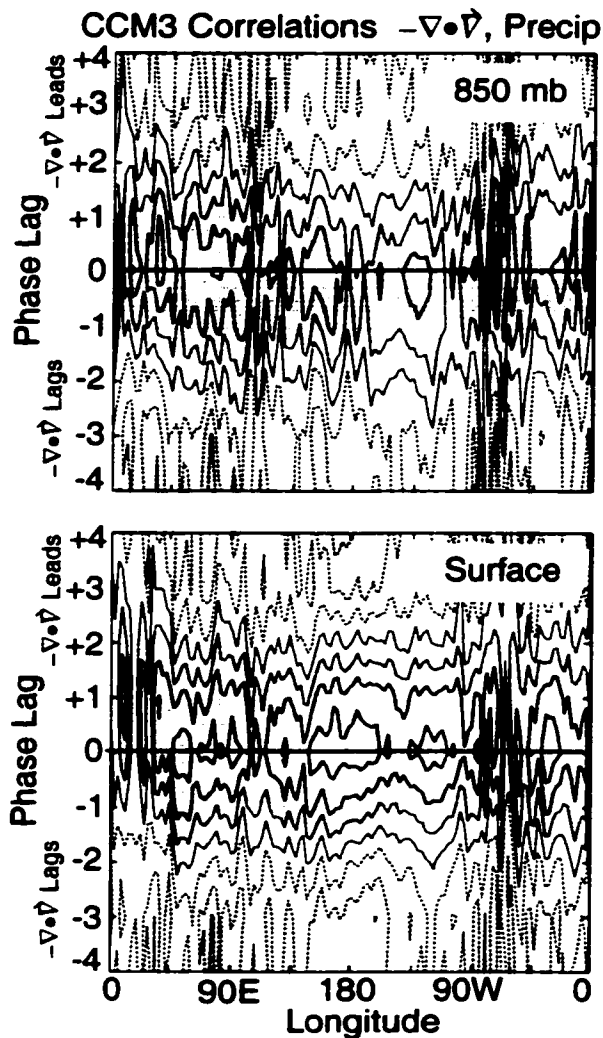 CCM3 Correlations −∇•V⃗, Precip
850 mb
−∇•V⃗ Leads
Phase Lag
−∇•V⃗ Lags
+4
+3
+2
+1
0
-1
-2
-3
-4
Surface
−∇•V⃗ Leads
Phase Lag
−∇•V⃗ Lags
+4
+3
+2
+1
0
-1
-2
-3
-4
0 90E 180 90W 0
Longitude